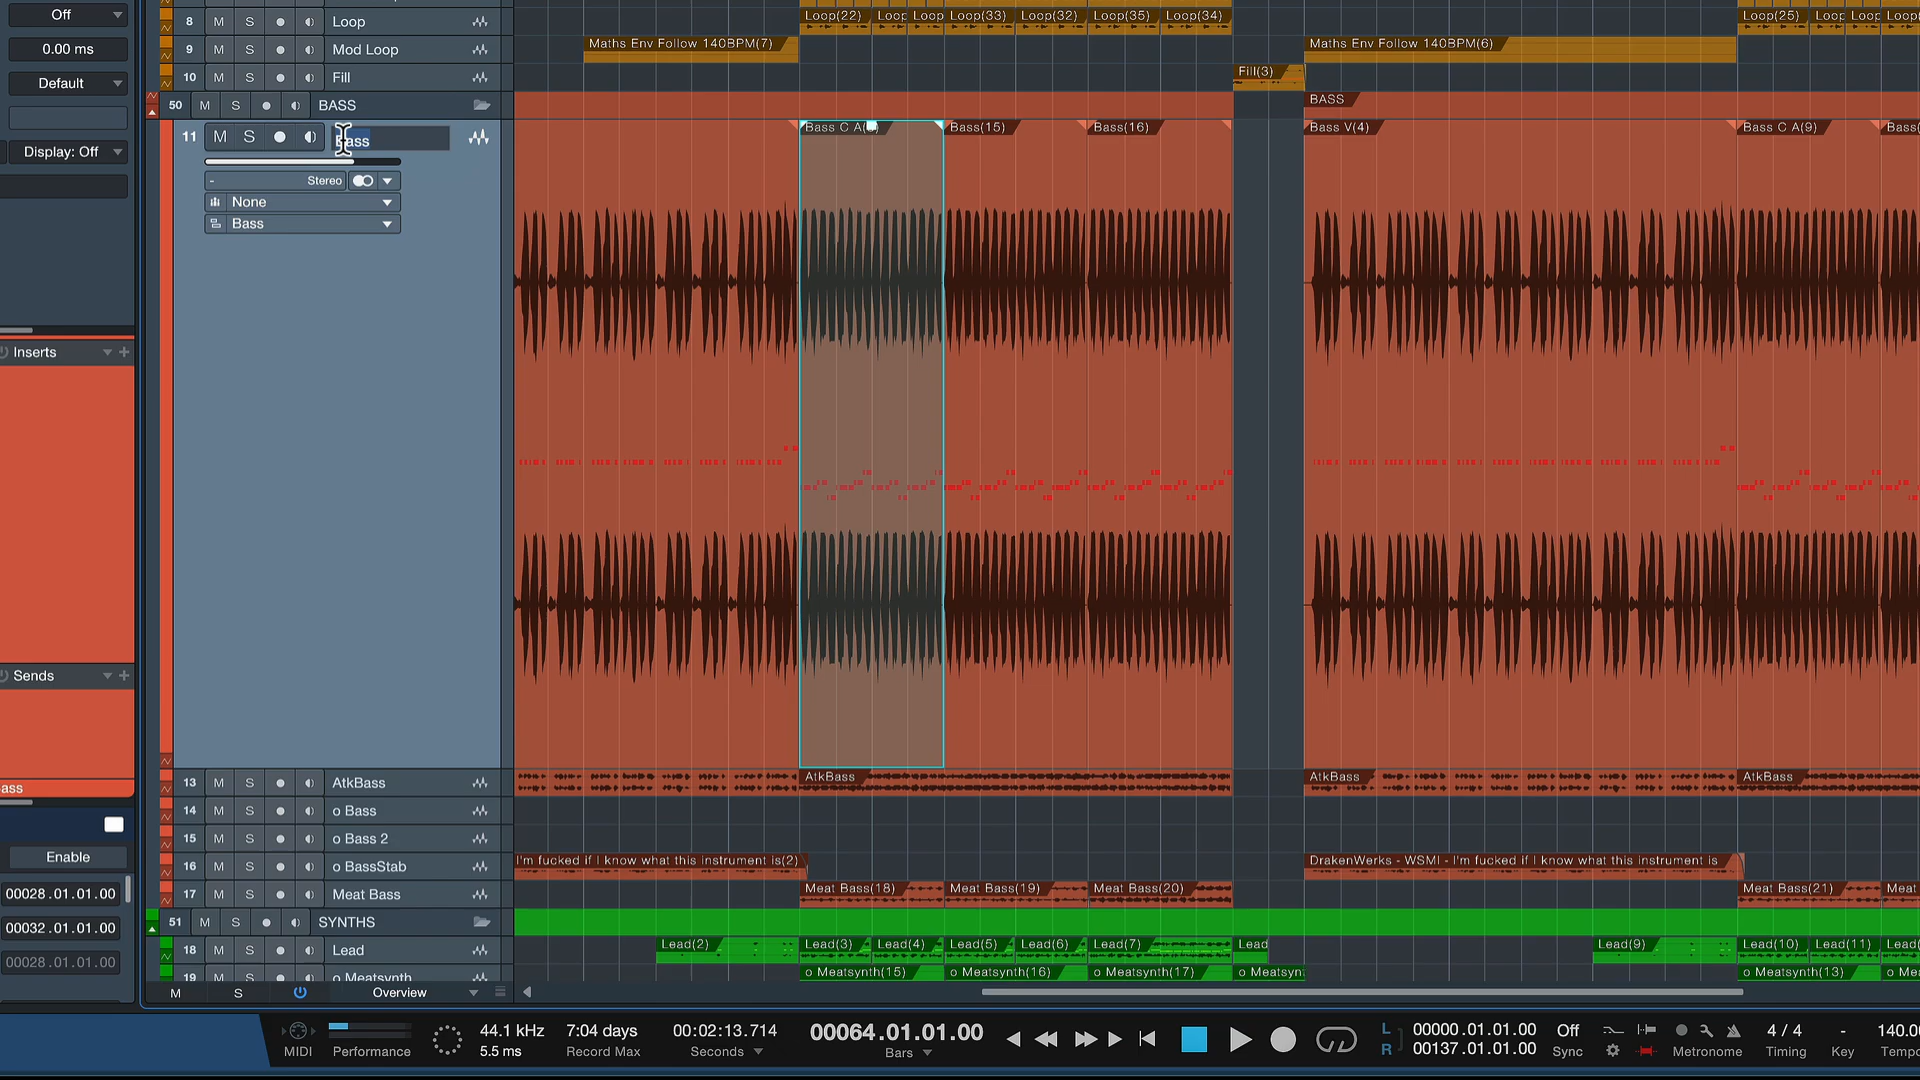 Off
0.00 ms
Default
Display: Off
Inserts
Sends
ass
Enable
00028.01.01.00
00032.01.01.00
00028.01.01.00
8 M S Loop
9 M S Mod Loop
10 M S Fill
50 M S BASS
11 M S Bass
- Stereo
None
Bass
13 M S AtkBass
14 M S o Bass
15 M S o Bass 2
16 M S o BassStab
17 M S Meat Bass
51 M S SYNTHS
18 M S Lead
19 o Meatsynth
M S Overview
Loop(22) Loop Loop Loop(33) Loop(32) Loop(35) Loop(34) Loop(25) Loop Loop Loop(
Maths Env Follow 140BPM(7) Maths Env Follow 140BPM(6)
Fill(3)
BASS
Bass C A( Bass(15) Bass(16) Bass V(4) Bass C A(9) Bass(
AtkBass AtkBass AtkBass
I'm fucked if I know what this instrument is(2) DrakenWerks - WSMI - I'm fucked if I know what this instrument is
Meat Bass(18) Meat Bass(19) Meat Bass(20) Meat Bass(21) Meat
Lead(2) Lead(3) Lead(4) Lead(5) Lead(6) Lead(7) Lead Lead(9) Lead(10) Lead(11) Lead(
o Meatsynth(15) o Meatsynth(16) o Meatsynth(17) o Meatsynt o Meatsynth(13) o Me
MIDI
Performance
44.1 kHz
5.5 ms
7:04 days
Record Max
00:02:13.714
Seconds
00064.01.01.00
Bars
L 00000.01.01.00
R 00137.01.01.00
Off
Sync
Metronome
4 / 4
Timing
-
Key
140.0
Tempo